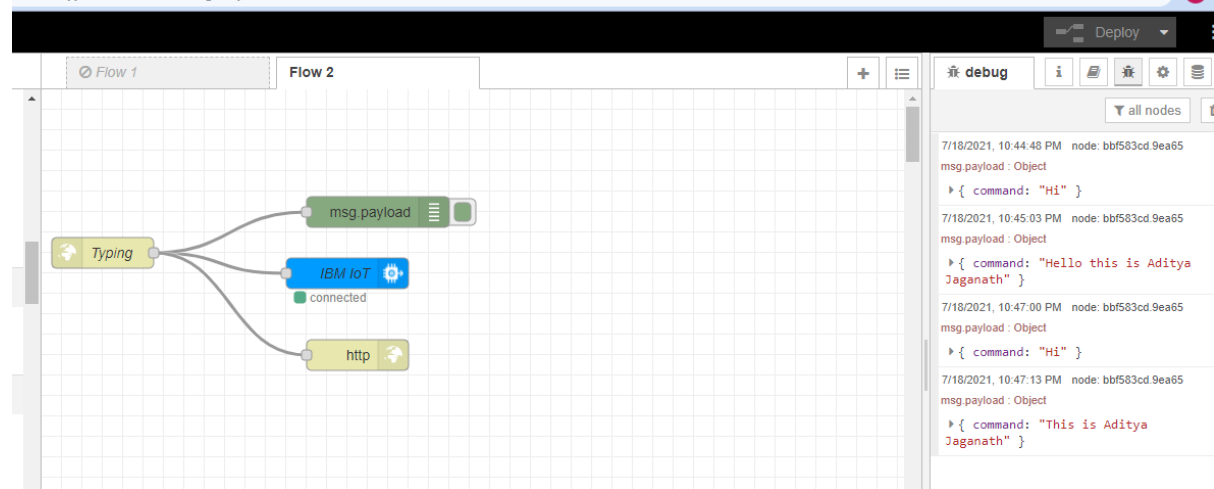 Deploy
Flow 1
Flow 2
debug
i
all nodes
7/18/2021, 10:44:48 PM node: bbf583cd.9ea65
msg.payload : Object
{ command: "Hi" }
7/18/2021, 10:45:03 PM node: bbf583cd.9ea65
msg.payload : Object
{ command: "Hello this is Aditya
Jaganath" }
7/18/2021, 10:47:00 PM node: bbf583cd.9ea65
msg.payload : Object
{ command: "Hi" }
7/18/2021, 10:47:13 PM node: bbf583cd.9ea65
msg.payload : Object
{ command: "This is Aditya
Jaganath" }
msg.payload
Typing
IBM IoT
connected
http